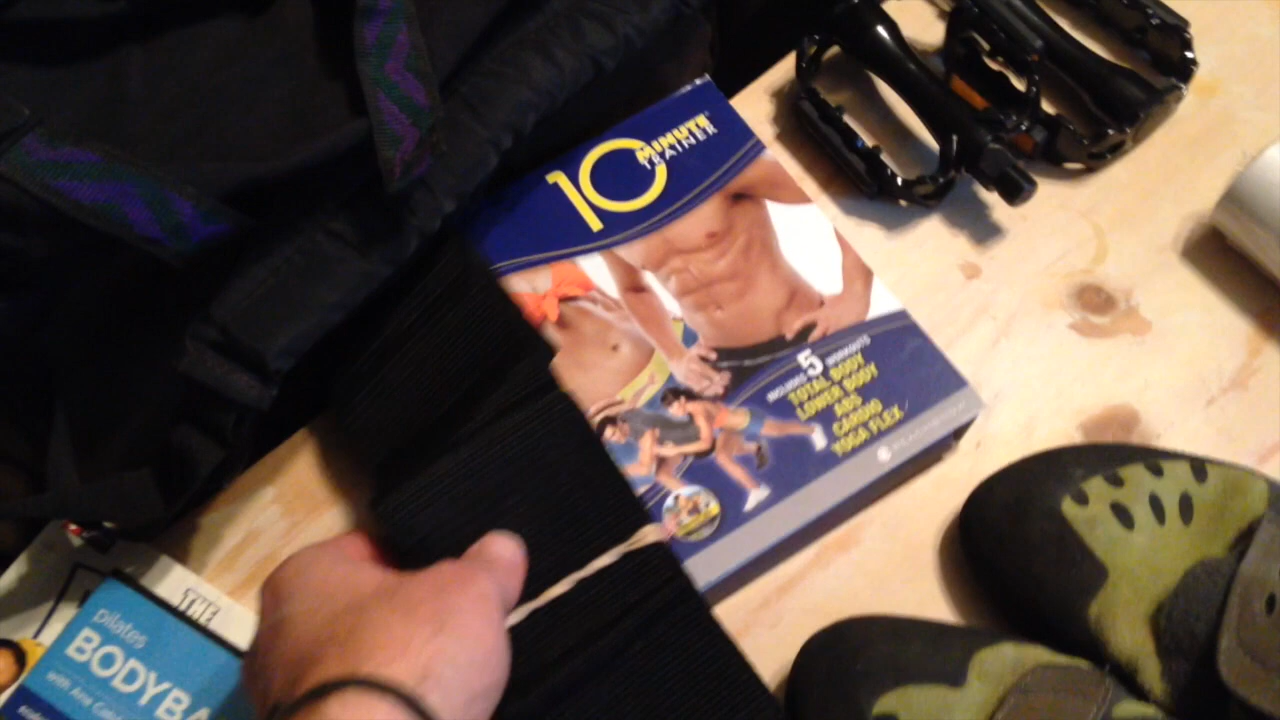 10 MINUTE
TRAINER
INCLUDES 5 WORKOUTS
TOTAL BODY
LOWER BODY
ABS
CARDIO
YOGA FLEX
THE
pilates
BODYBA
with Ana